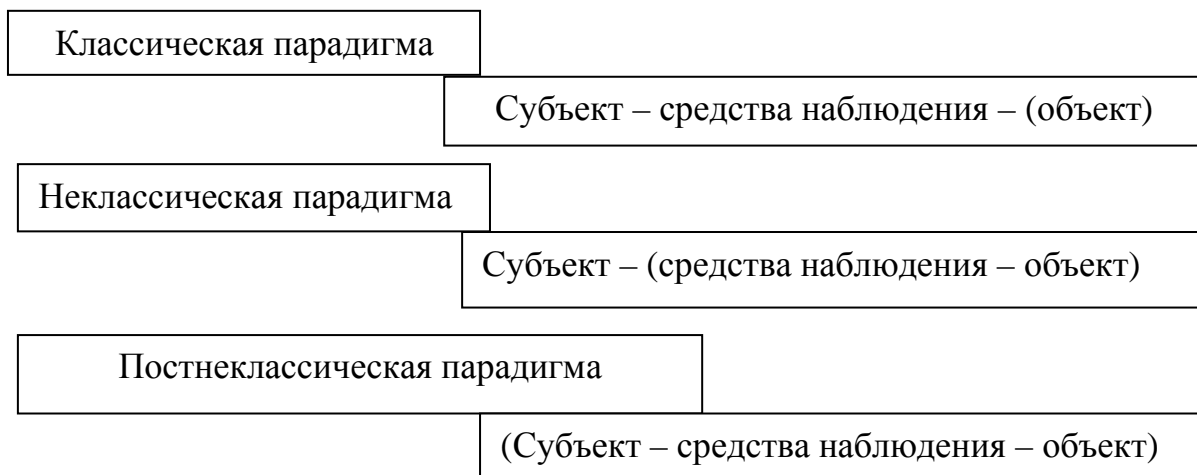 Классическая парадигма
Субъект – средства наблюдения – (объект)
Неклассическая парадигма
Субъект – (средства наблюдения – объект)
Постнеклассическая парадигма
(Субъект – средства наблюдения – объект)